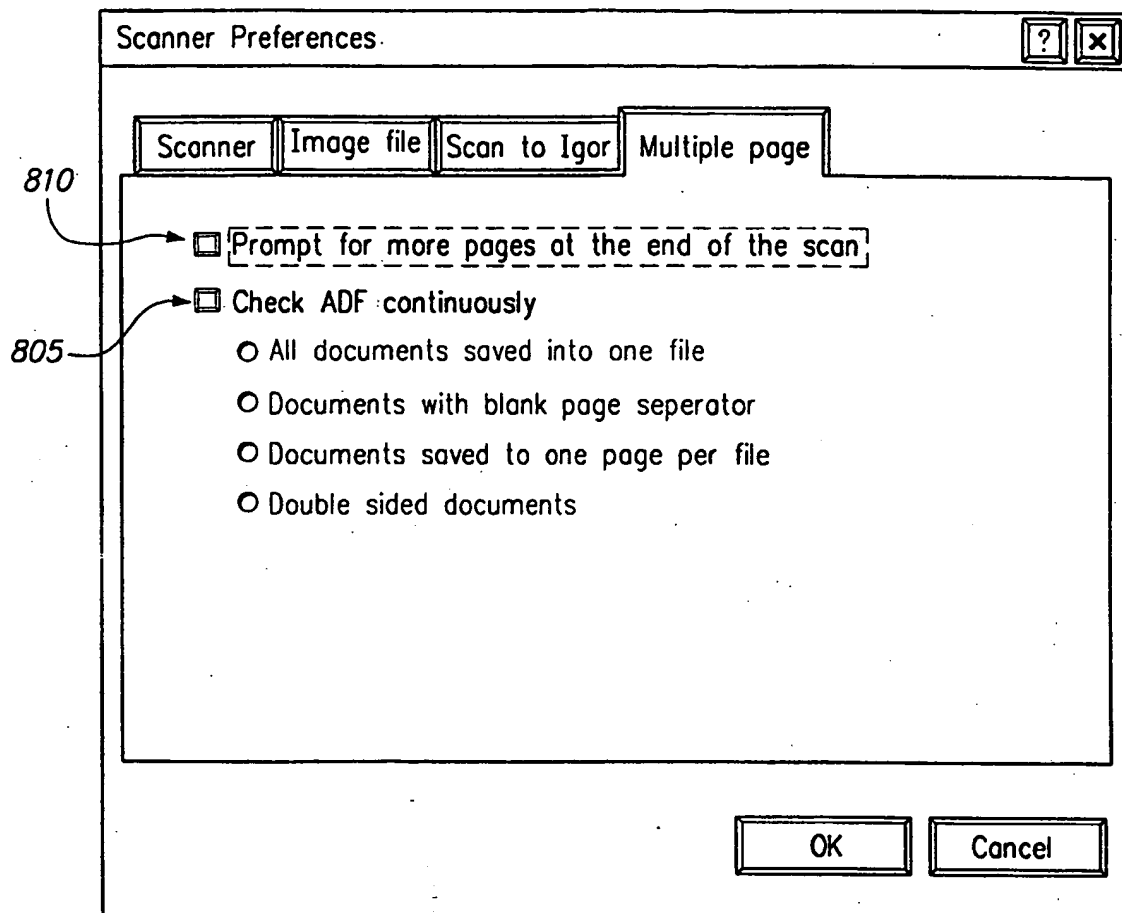 Scanner Preferences ? x
Scanner Image file Scan to Igor Multiple page
810
Prompt for more pages at the end of the scan
Check ADF continuously
805
All documents saved into one file
Documents with blank page seperator
Documents saved to one page per file
Double sided documents
OK Cancel